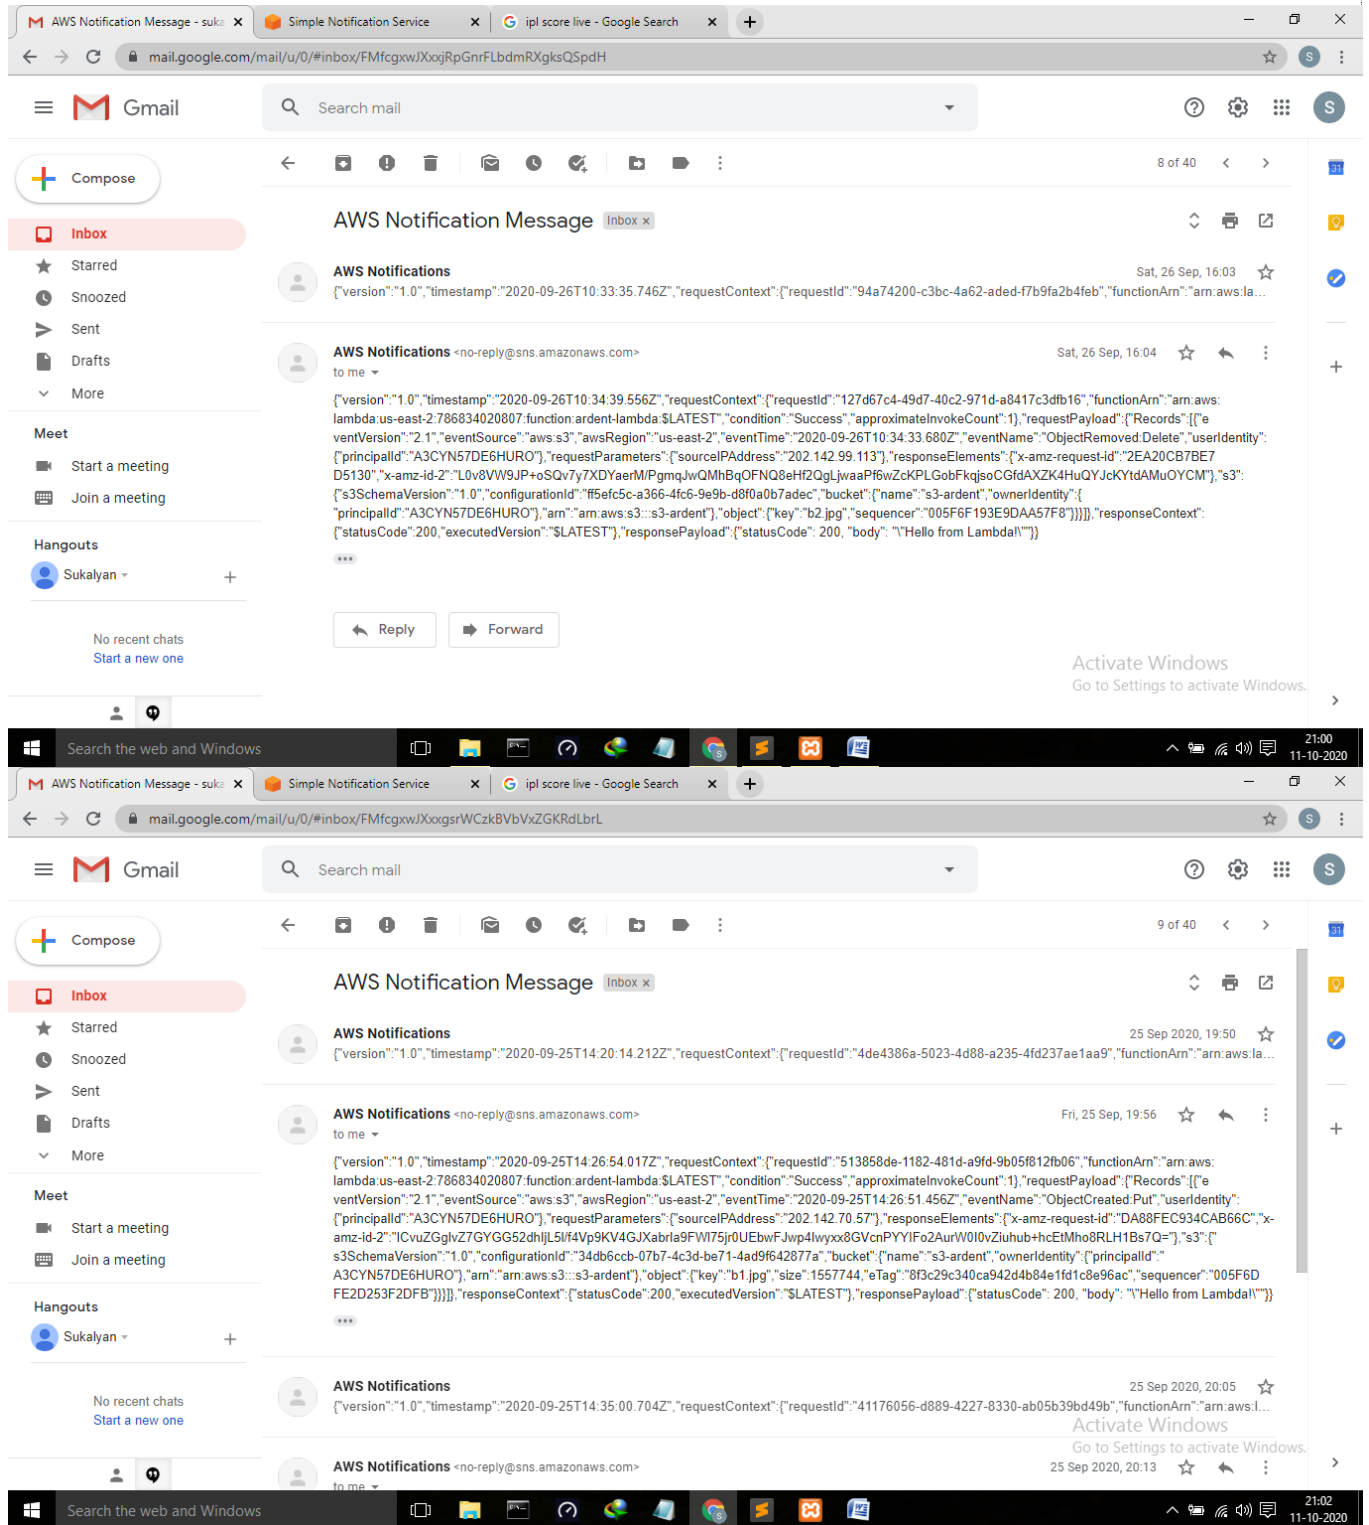 AWS Notification Message - suka
Simple Notification Service
ipl score live - Google Search
mail.google.com/mail/u/0/#inbox/FMfcgxwJXxxjRpGnrFLbdmRXgksQSpdH
S
Gmail
Search mail
S
Compose
8 of 40
31
AWS Notification Message Inbox x
Inbox
Starred
Snoozed
Sent
Drafts
More
AWS Notifications
Sat, 26 Sep, 16:03
{"version":"1.0","timestamp":"2020-09-26T10:33:35.746Z","requestContext":{"requestId":"94a74200-c3bc-4a62-aded-f7b9fa2b4feb","functionArn":"arn:aws:la...
AWS Notifications <no-reply@sns.amazonaws.com>
Sat, 26 Sep, 16:04
to me
{"version":"1.0","timestamp":"2020-09-26T10:34:39.556Z","requestContext":{"requestId":"127d67c4-49d7-40c2-971d-a8417c3dfb16","functionArn":"arn:aws:
lambda:us-east-2:786834020807:function:ardent-lambda:$LATEST","condition":"Success","approximateInvokeCount":1},"requestPayload":{"Records":[{"e
ventVersion":"2.1","eventSource":"aws:s3","awsRegion":"us-east-2","eventTime":"2020-09-26T10:34:33.680Z","eventName":"ObjectRemoved:Delete","userIdentity":
{"principalId":"A3CYN57DE6HURO"},"requestParameters":{"sourceIPAddress":"202.142.99.113"},"responseElements":{"x-amz-request-id":"2EA20CB7BE7
D5130","x-amz-id-2":"L0v8VW9JP+oSQv7y7XDYaerM/PgmqJwQMhBqOFNQ8eHf2QgLjwaaPf6wZcKPLGobFkqjsoCGfdAXZK4HuQYJcKYtdAMuOYCM"},"s3":
{"s3SchemaVersion":"1.0","configurationId":"ff5efc5c-a366-4fc6-9e9b-d8f0a0b7adec","bucket":{"name":"s3-ardent","ownerIdentity":{
"principalId":"A3CYN57DE6HURO"},"arn":"arn:aws:s3:::s3-ardent"},"object":{"key":"b2.jpg","sequencer":"005F6F193E9DAA57F8"}}}]},"responseContext":
{"statusCode":200,"executedVersion":"$LATEST"},"responsePayload":{"statusCode": 200, "body": "\"Hello from Lambda!\""}}
Reply
Forward
Meet
Start a meeting
Join a meeting
Hangouts
Sukalyan
No recent chats
Start a new one
Activate Windows
Go to Settings to activate Windows.
Search the web and Windows
21:00
11-10-2020
AWS Notification Message - suka
Simple Notification Service
ipl score live - Google Search
mail.google.com/mail/u/0/#inbox/FMfcgxwJXxxgsrWCzkBVbVxZGKRdLbrL
S
Gmail
Search mail
S
Compose
9 of 40
31
AWS Notification Message Inbox x
Inbox
Starred
Snoozed
Sent
Drafts
More
AWS Notifications
25 Sep 2020, 19:50
{"version":"1.0","timestamp":"2020-09-25T14:20:14.212Z","requestContext":{"requestId":"4de4386a-5023-4d88-a235-4fd237ae1aa9","functionArn":"arn:aws:la...
AWS Notifications <no-reply@sns.amazonaws.com>
Fri, 25 Sep, 19:56
to me
{"version":"1.0","timestamp":"2020-09-25T14:26:54.017Z","requestContext":{"requestId":"513858de-1182-481d-a9fd-9b05f812fb06","functionArn":"arn:aws:
lambda:us-east-2:786834020807:function:ardent-lambda:$LATEST","condition":"Success","approximateInvokeCount":1},"requestPayload":{"Records":[{"e
ventVersion":"2.1","eventSource":"aws:s3","awsRegion":"us-east-2","eventTime":"2020-09-25T14:26:51.456Z","eventName":"ObjectCreated:Put","userIdentity":
{"principalId":"A3CYN57DE6HURO"},"requestParameters":{"sourceIPAddress":"202.142.70.57"},"responseElements":{"x-amz-request-id":"DA88FEC934CAB66C","x-
amz-id-2":"ICvuZGgIvZ7GYGG52dhIjL5l/f4Vp9KV4GJXabrIa9FWl75jr0UEbwFJwp4Iwyxx8GVcnPYYIFo2AurW0I0vZiuhub+hcEtMho8RLH1Bs7Q="},"s3":{"
s3SchemaVersion":"1.0","configurationId":"34db6ccb-07b7-4c3d-be71-4ad9f642877a","bucket":{"name":"s3-ardent","ownerIdentity":{"principalId":"
A3CYN57DE6HURO"},"arn":"arn:aws:s3:::s3-ardent"},"object":{"key":"b1.jpg","size":1557744,"eTag":"8f3c29c340ca942d4b84e1fd1c8e96ac","sequencer":"005F6D
FE2D253F2DFB"}}}]},"responseContext":{"statusCode":200,"executedVersion":"$LATEST"},"responsePayload":{"statusCode": 200, "body": "\"Hello from Lambda!\""}}
Meet
Start a meeting
Join a meeting
Hangouts
Sukalyan
No recent chats
Start a new one
AWS Notifications
25 Sep 2020, 20:05
{"version":"1.0","timestamp":"2020-09-25T14:35:00.704Z","requestContext":{"requestId":"41176056-d889-4227-8330-ab05b39bd49b","functionArn":"arn:aws:l...
Activate Windows
Go to Settings to activate Windows.
AWS Notifications <no-reply@sns.amazonaws.com>
25 Sep 2020, 20:13
to me
Search the web and Windows
21:02
11-10-2020